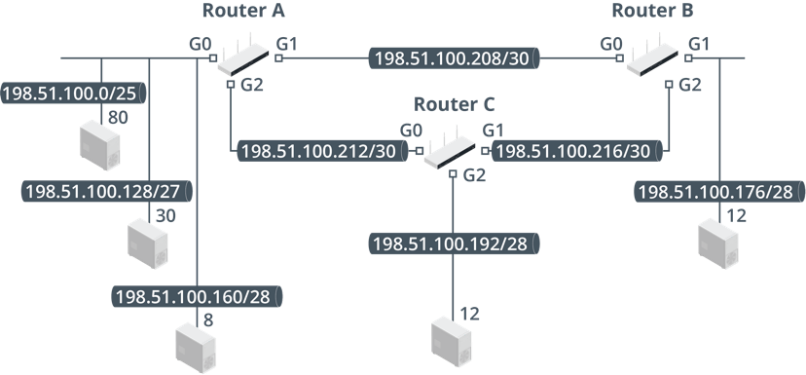 Router A
Router B
G0
G1
198.51.100.208/30
G0
G1
198.51.100.0/25
G2
Router C
G2
80
G0
G1
198.51.100.212/30
198.51.100.216/30
G2
198.51.100.128/27
198.51.100.176/28
30
12
198.51.100.192/28
198.51.100.160/28
8
12